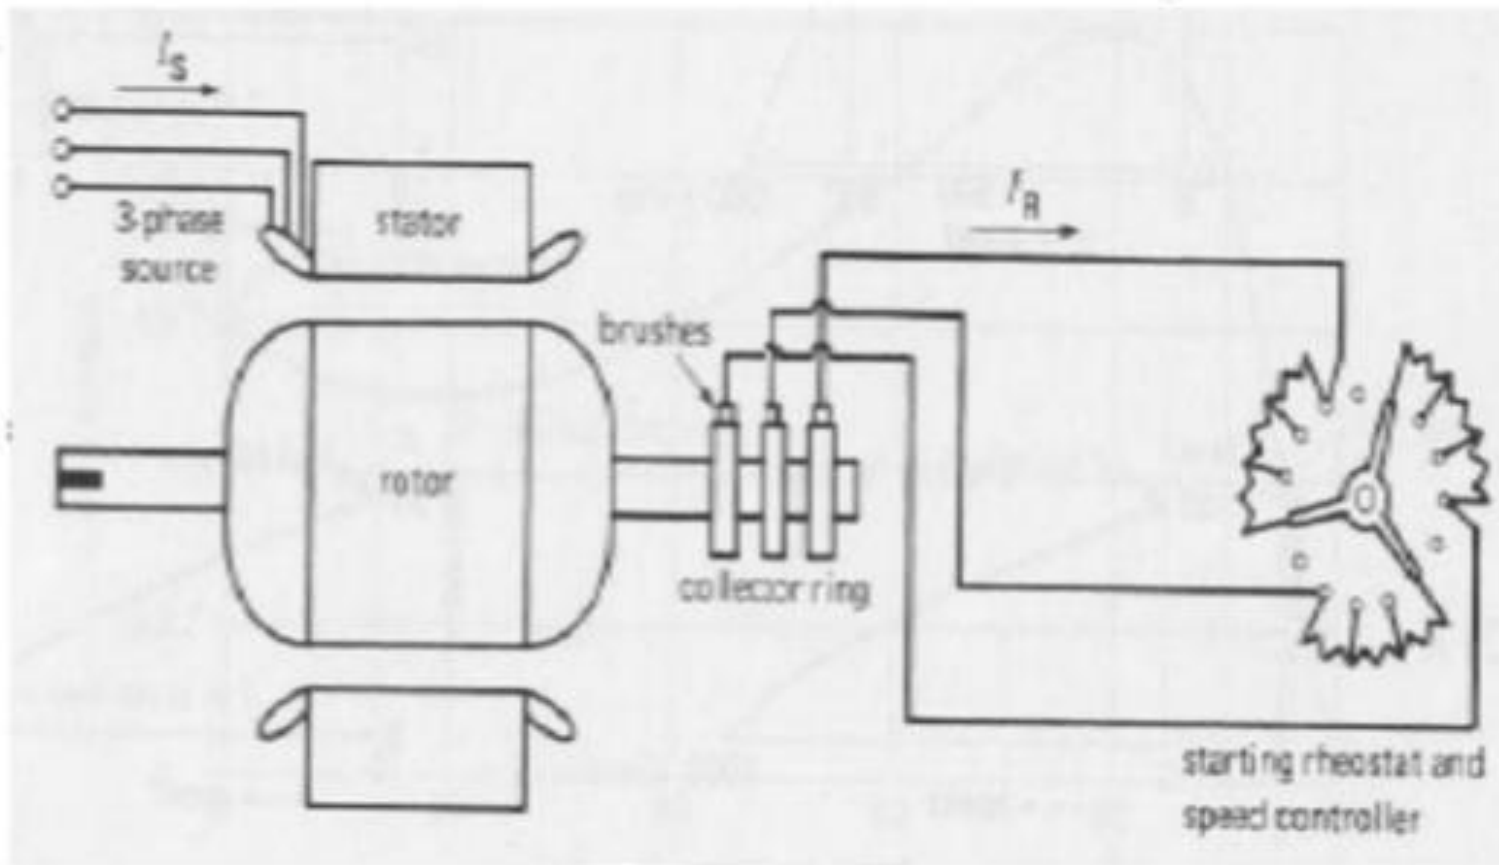 I_S
3 phase
source
stator
I_R
brushes
rotor
collector ring
starting rheostat and
speed controller